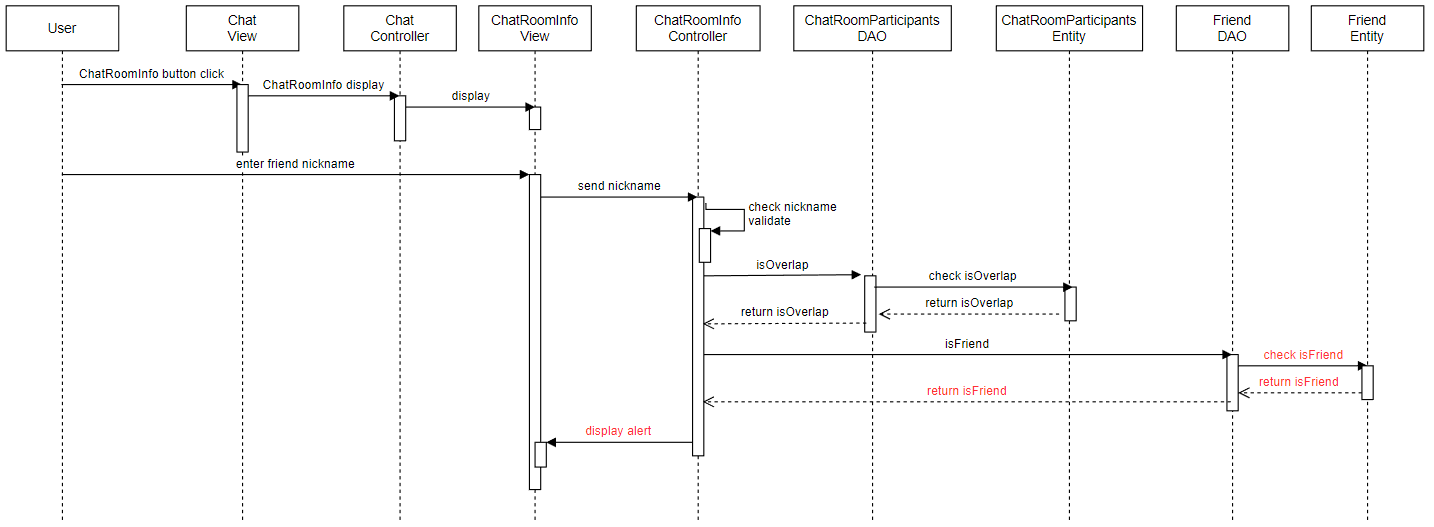 User
Chat
View
Chat
Controller
ChatRoomInfo
View
ChatRoomInfo
Controller
ChatRoomParticipants
DAO
ChatRoomParticipants
Entity
Friend
DAO
Friend
Entity
ChatRoomInfo button click
ChatRoomInfo display
display
enter friend nickname
send nickname
check nickname
validate
isOverlap
check isOverlap
return isOverlap
return isOverlap
isFriend
check isFriend
return isFriend
return isFriend
display alert